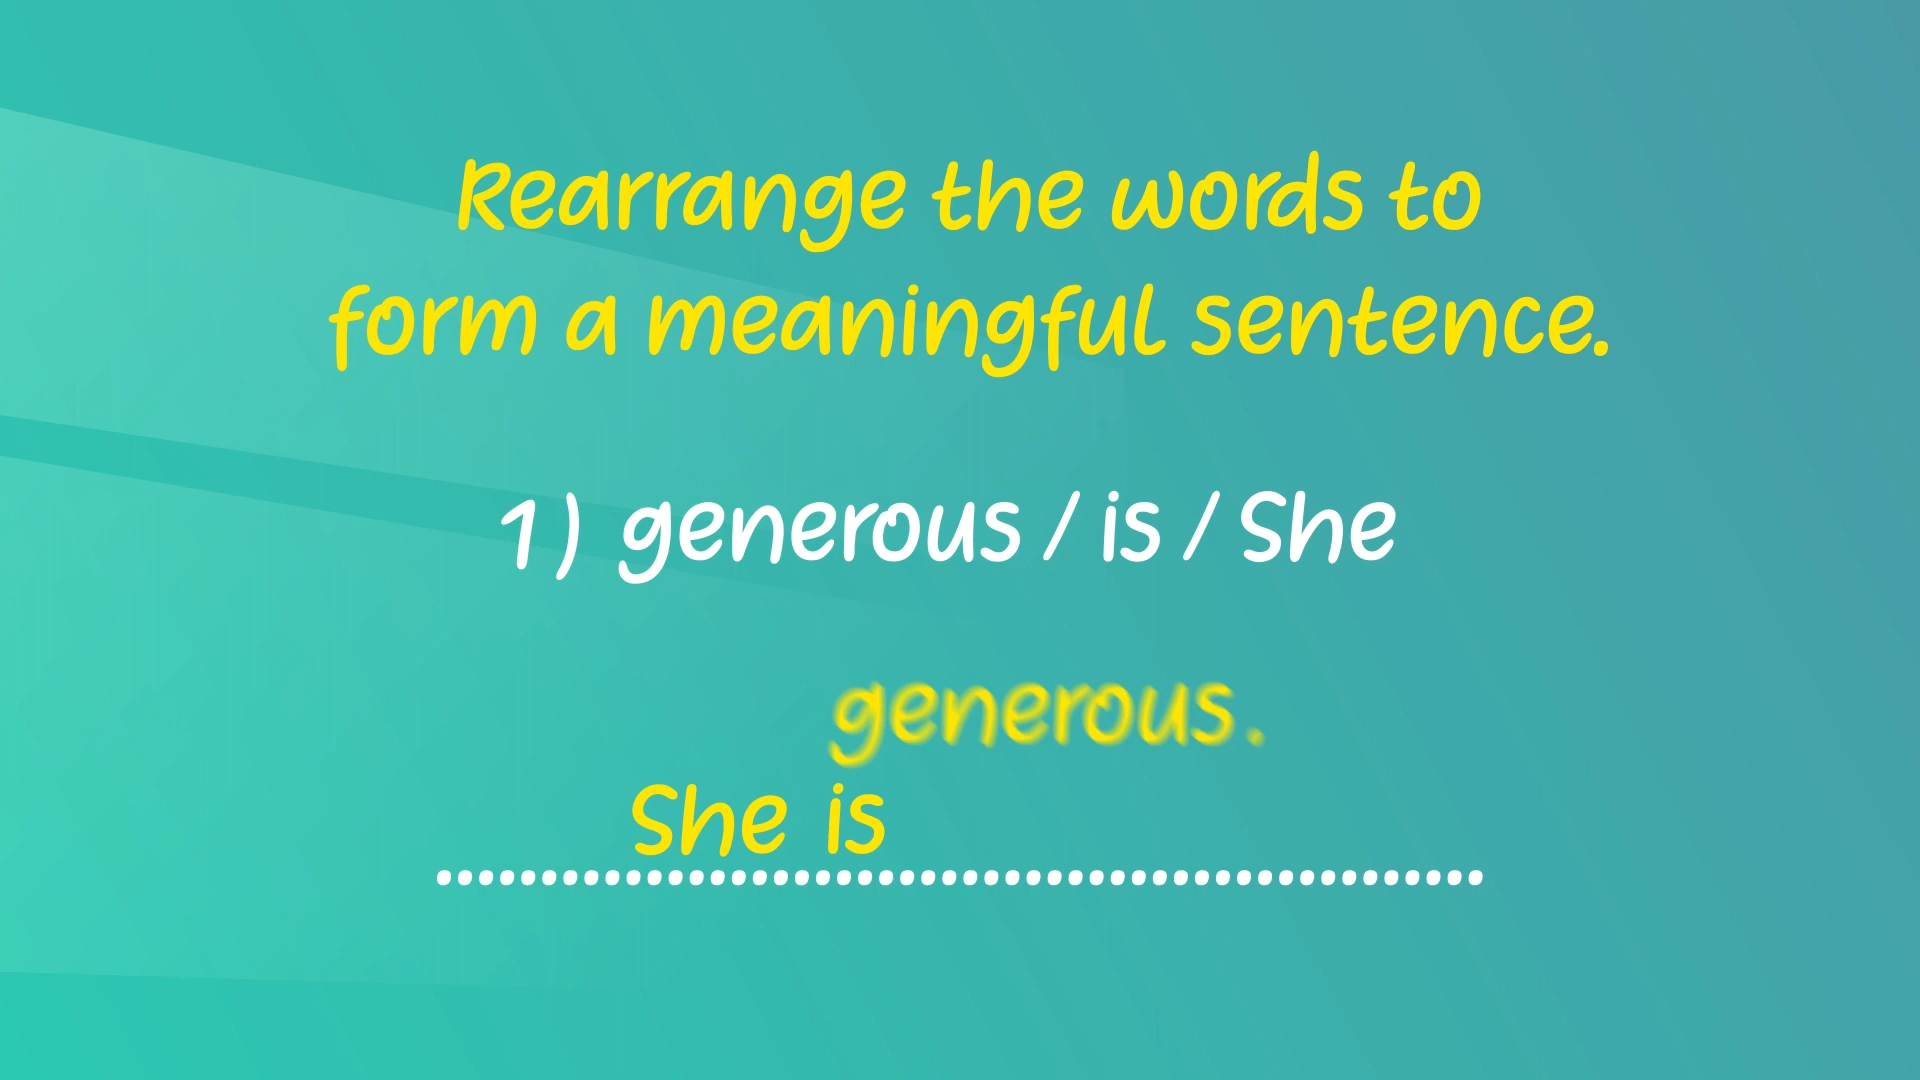 Rearrange the words to
form a meaningful sentence.
1) generous / is / She
generous.
She is